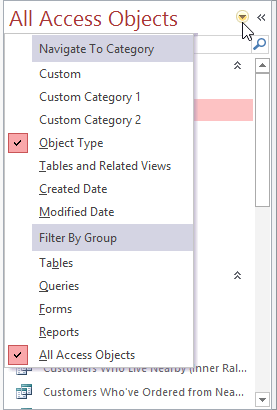 All Access Objects
Navigate To Category
Custom
Custom Category 1
Custom Category 2
Object Type
Tables and Related Views
Created Date
Modified Date
Filter By Group
Tables
Queries
Forms
Reports
All Access Objects
Customers Who Live Nearby (Inner Ral...
Customers Who've Ordered from Nea...